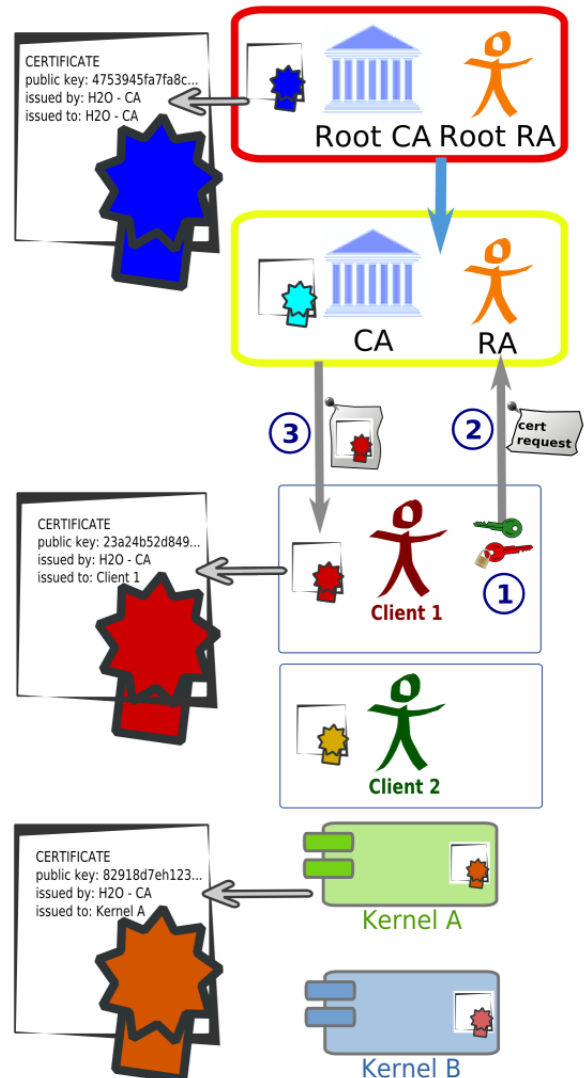 CERTIFICATE
public key: 4753945fa7fa8c...
issued by: H2O - CA
issued to: H2O - CA
Root CA Root RA
CA RA
3
2
cert
request
CERTIFICATE
public key: 23a24b52d849...
issued by: H2O - CA
issued to: Client 1
1
Client 1
Client 2
CERTIFICATE
public key: 82918d7eh123...
issued by: H2O - CA
issued to: Kernel A
Kernel A
Kernel B